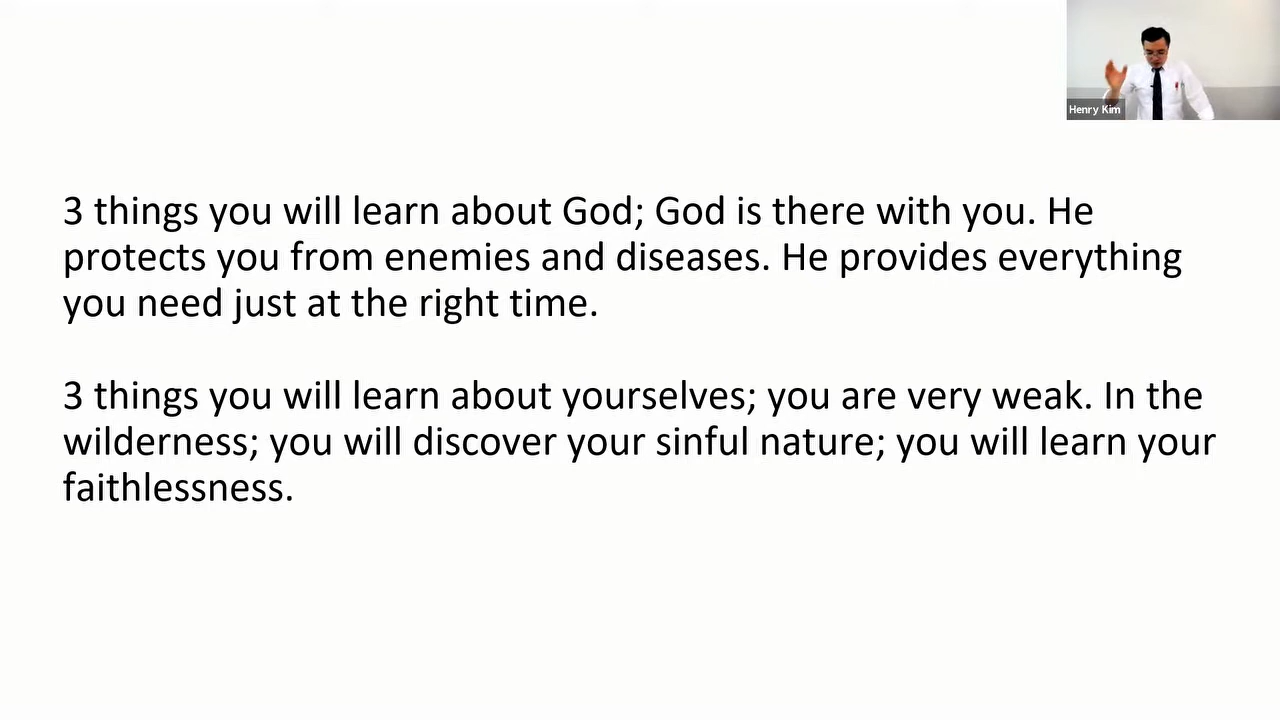 Henry Kim
3 things you will learn about God; God is there with you. He
protects you from enemies and diseases. He provides everything
you need just at the right time.
3 things you will learn about yourselves; you are very weak. In the
wilderness; you will discover your sinful nature; you will learn your
faithlessness.